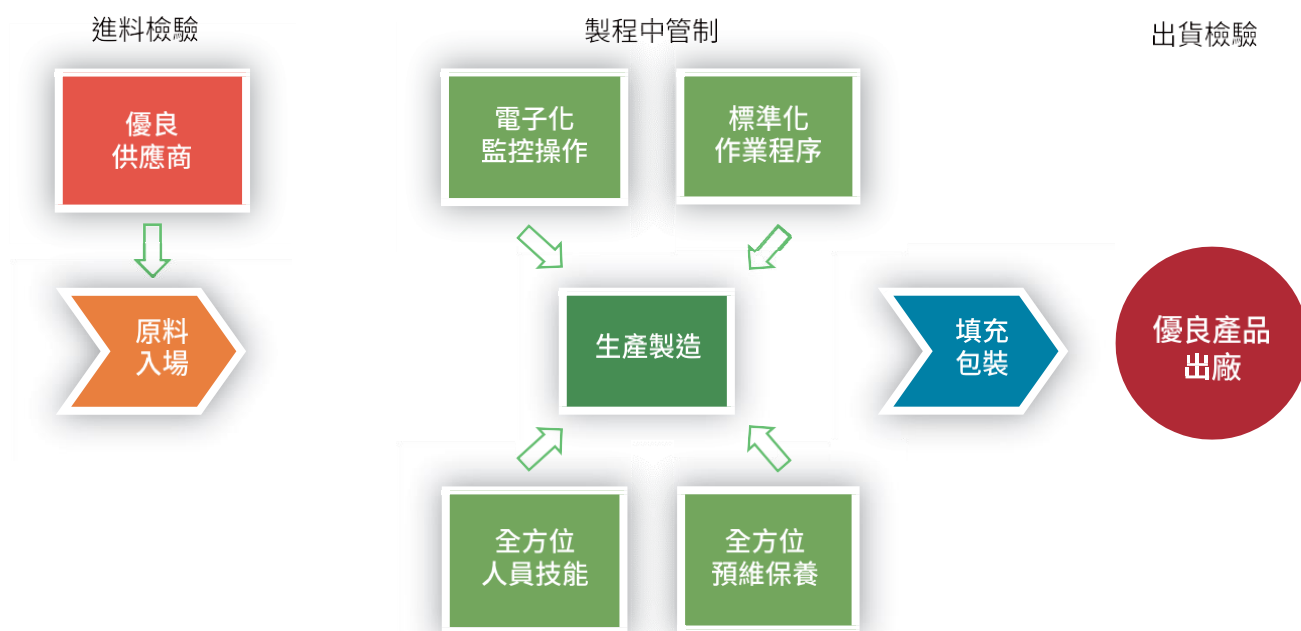 進料檢驗
製程中管制
出貨檢驗
優良
供應商
電子化
監控操作
標準化
作業程序
原料
入場
生產製造
填充
包裝
優良產品
出廠
全方位
人員技能
全方位
預維保養